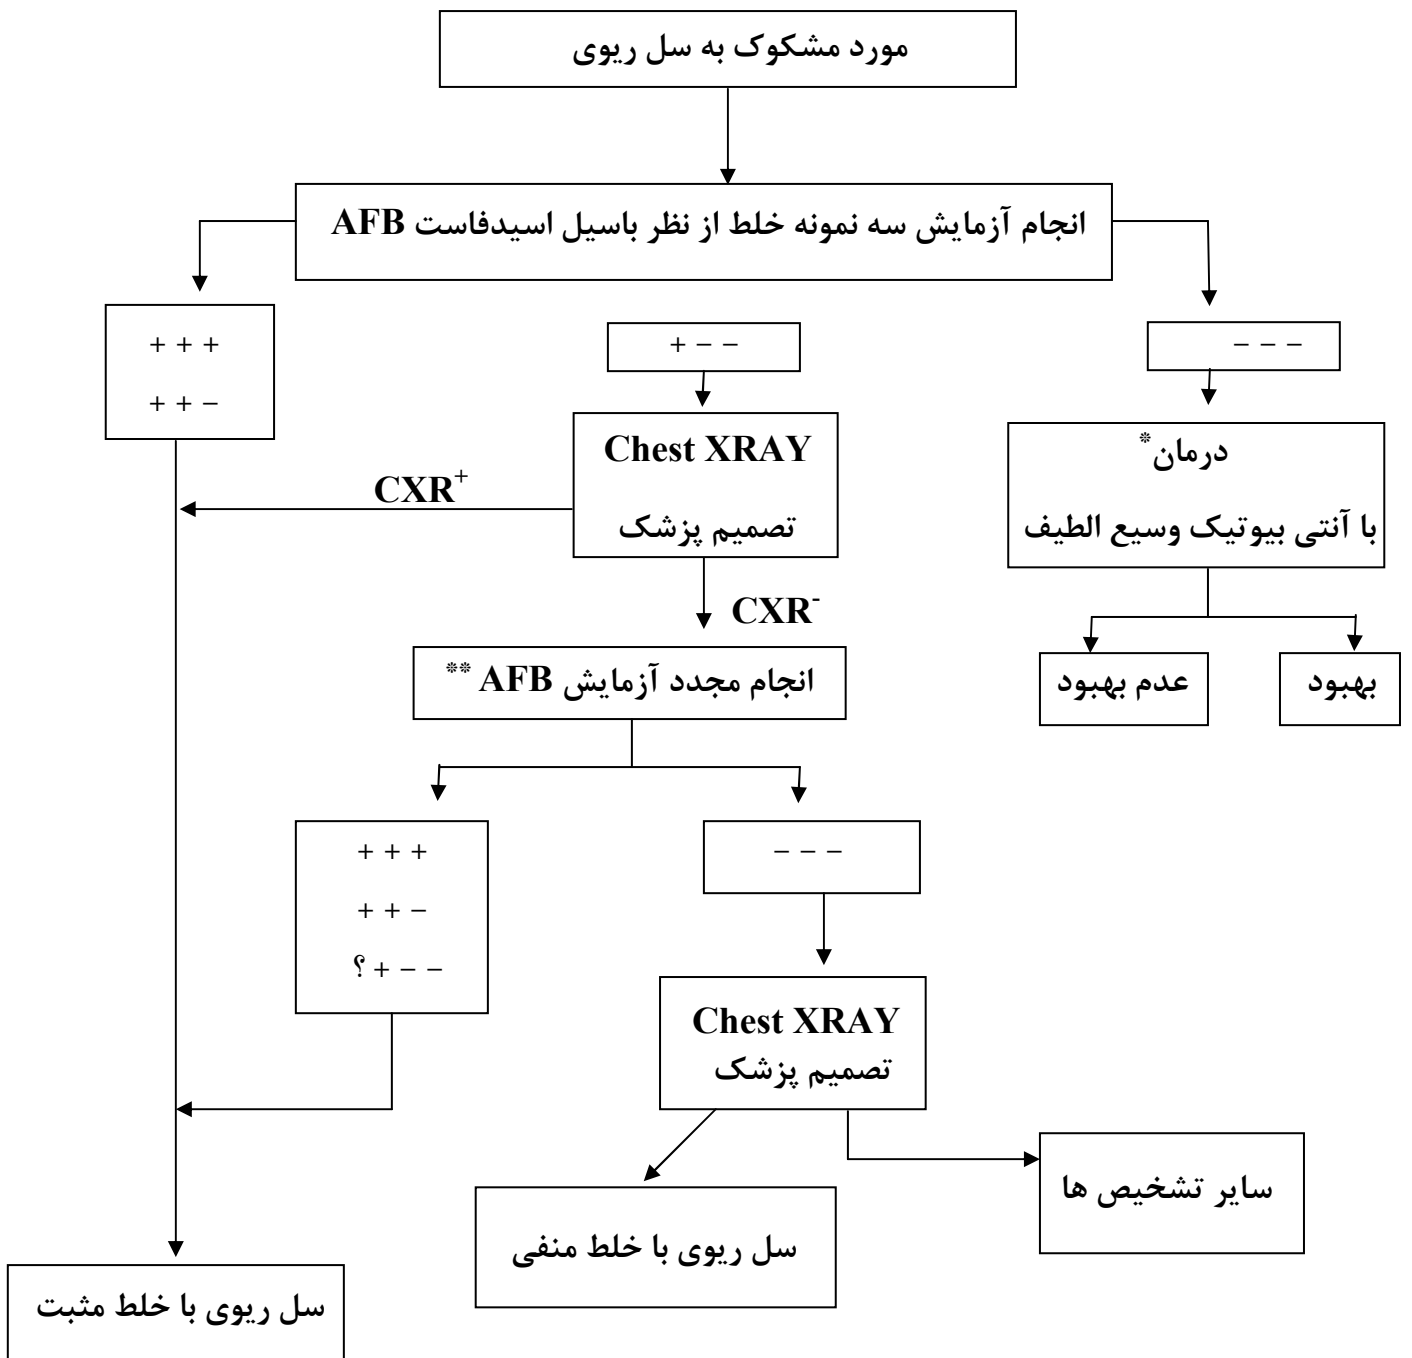 مورد مشکوک به سل ریوی
انجام آزمایش سه نمونه خلط از نظر باسیل اسیدفاست AFB
+ + +
+ + –
+ – –
– – –
Chest XRAY
تصمیم پزشک
CXR+
CXR-
درمان*
با آنتی بیوتیک وسیع الطیف
عدم بهبود
بهبود
انجام مجدد آزمایش AFB **
+ + +
+ + –
؟ + – –
– – –
Chest XRAY
تصمیم پزشک
سایر تشخیص ها
سل ریوی با خلط منفی
سل ریوی با خلط مثبت